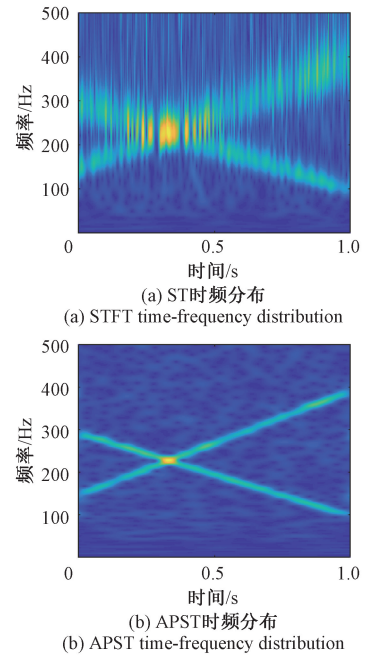 500
400
300
200
100
频率/Hz
0
0.5
1.0
时间/s
(a) ST时频分布
(a) STFT time-frequency distribution
500
400
300
200
100
频率/Hz
0
0.5
1.0
时间/s
(b) APST时频分布
(b) APST time-frequency distribution